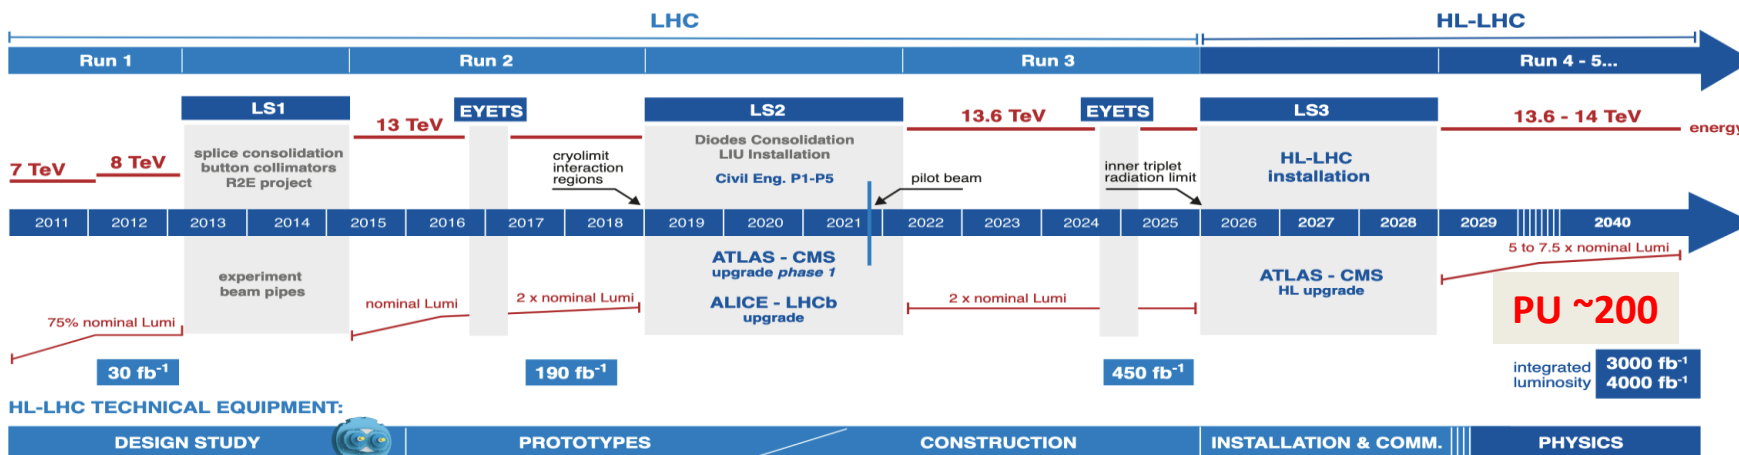 LHC
HL-LHC
Run 1
Run 2
Run 3
Run 4 - 5...
LS1
EYETS
LS2
EYETS
LS3
13 TeV
13.6 TeV
13.6 - 14 TeV
energy
7 TeV
8 TeV
splice consolidation
button collimators
R2E project
cryolimit
interaction
regions
Diodes Consolidation
LIU Installation
Civil Eng. P1-P5
pilot beam
inner triplet
radiation limit
HL-LHC
installation
2011
2012
2013
2014
2015
2016
2017
2018
2019
2020
2021
2022
2023
2024
2025
2026
2027
2028
2029
2040
5 to 7.5 x nominal Lumi
experiment
beam pipes
ATLAS - CMS
upgrade phase 1
ALICE - LHCb
upgrade
ATLAS - CMS
HL upgrade
75% nominal Lumi
nominal Lumi
2 x nominal Lumi
2 x nominal Lumi
PU ~200
30 fb⁻¹
190 fb⁻¹
450 fb⁻¹
integrated
luminosity
3000 fb⁻¹
4000 fb⁻¹
HL-LHC TECHNICAL EQUIPMENT:
DESIGN STUDY
PROTOTYPES
CONSTRUCTION
INSTALLATION & COMM.
PHYSICS